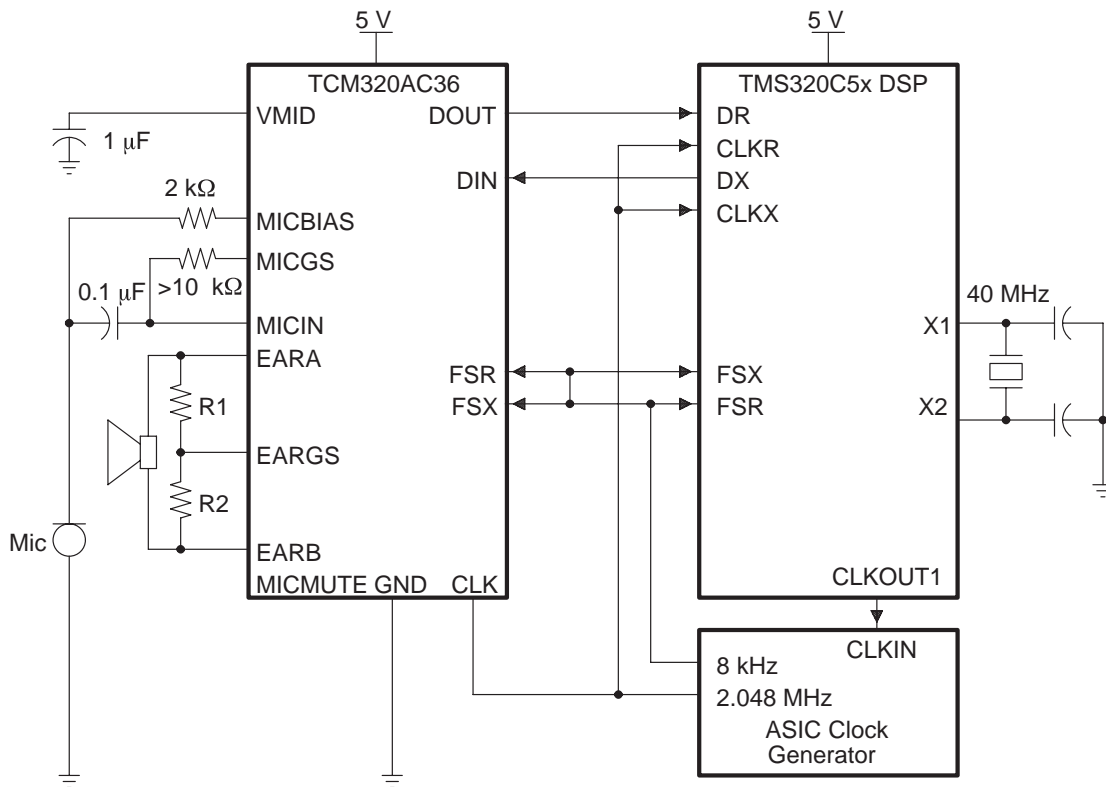 5 V
5 V
TCM320AC36
TMS320C5x DSP
VMID
DOUT
DR
1 μF
CLKR
DIN
DX
2 kΩ
CLKX
MICBIAS
MICGS
0.1 μF
>10 kΩ
40 MHz
MICIN
X1
EARA
FSR
FSX
R1
FSX
FSR
X2
EARGS
R2
Mic
EARB
MICMUTE GND CLK
CLKOUT1
CLKIN
8 kHz
2.048 MHz
ASIC Clock
Generator